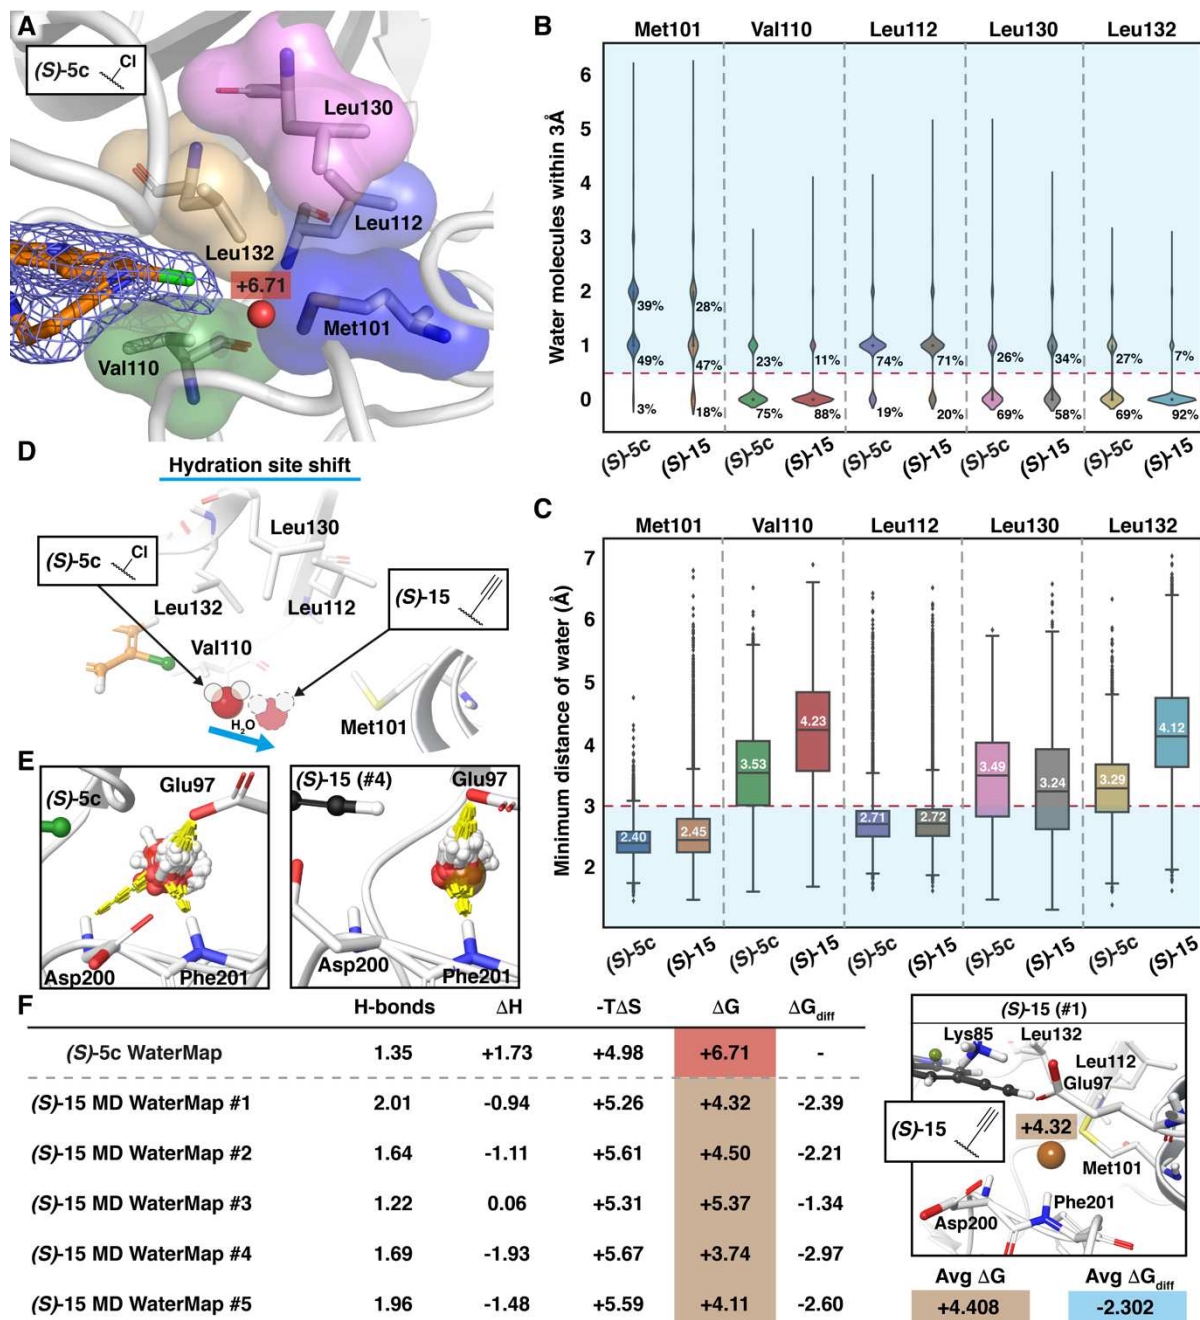 A
(S)-5c
Cl
Leu130
Leu112
Leu132
+6.71
Met101
Val110
B
Met101 Val110 Leu112 Leu130 Leu132
Water molecules within 3Å
6
5
4
3
2
1
0
39% 28%
49% 47% 23% 11% 74% 71% 26% 34% 27% 7%
3% 18% 75% 88% 19% 20% 69% 58% 69% 92%
(S)-5c (S)-15 (S)-5c (S)-15 (S)-5c (S)-15 (S)-5c (S)-15 (S)-5c (S)-15
D
Hydration site shift
Leu130
(S)-5c
Cl
(S)-15
Leu132
Leu112
Val110
H2O
Met101
C
Met101 Val110 Leu112 Leu130 Leu132
Minimum distance of water (Å)
7
6
5
4
3
2
2.40 2.45 3.53 4.23 2.71 2.72 3.49 3.24 3.29 4.12
(S)-5c (S)-15 (S)-5c (S)-15 (S)-5c (S)-15 (S)-5c (S)-15 (S)-5c (S)-15
E
(S)-5c
Glu97
Asp200
Phe201
(S)-15 (#4)
Glu97
Asp200
Phe201
F
H-bonds ΔH -TΔS ΔG ΔGdiff
(S)-5c WaterMap 1.35 +1.73 +4.98 +6.71 -
(S)-15 MD WaterMap #1 2.01 -0.94 +5.26 +4.32 -2.39
(S)-15 MD WaterMap #2 1.64 -1.11 +5.61 +4.50 -2.21
(S)-15 MD WaterMap #3 1.22 0.06 +5.31 +5.37 -1.34
(S)-15 MD WaterMap #4 1.69 -1.93 +5.67 +3.74 -2.97
(S)-15 MD WaterMap #5 1.96 -1.48 +5.59 +4.11 -2.60
(S)-15 (#1)
Lys85
Leu132
Leu112
Glu97
(S)-15
+4.32
Met101
Phe201
Asp200
Avg ΔG Avg ΔGdiff
+4.408 -2.302